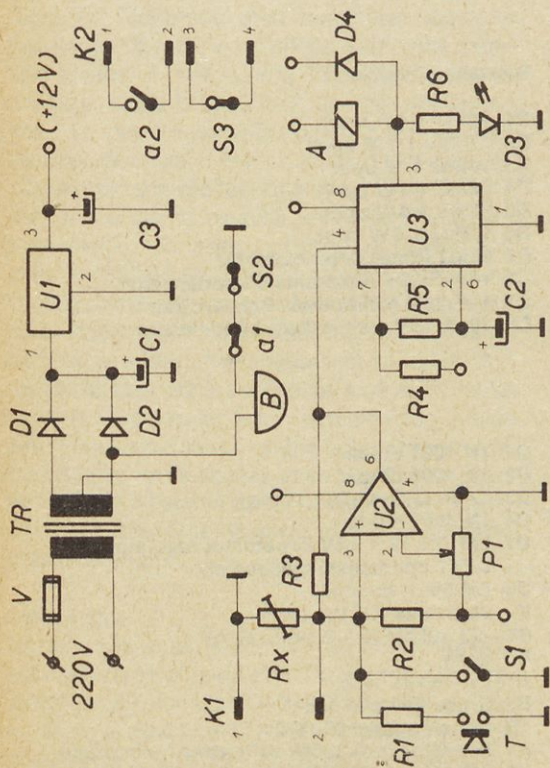 V
220V
TR
D1
D2
1
U1
3
2
(+12V)
+
C1
+
C3
K2
1
2
3
4
a2
S3
B
a1
S2
K1
1
2
Rx
R3
3
+
2
-
U2
8
6
4
P1
R1
R2
T
S1
A
D4
8
4
3
7
U3
1
2
6
R4
R5
+
C2
R6
D3